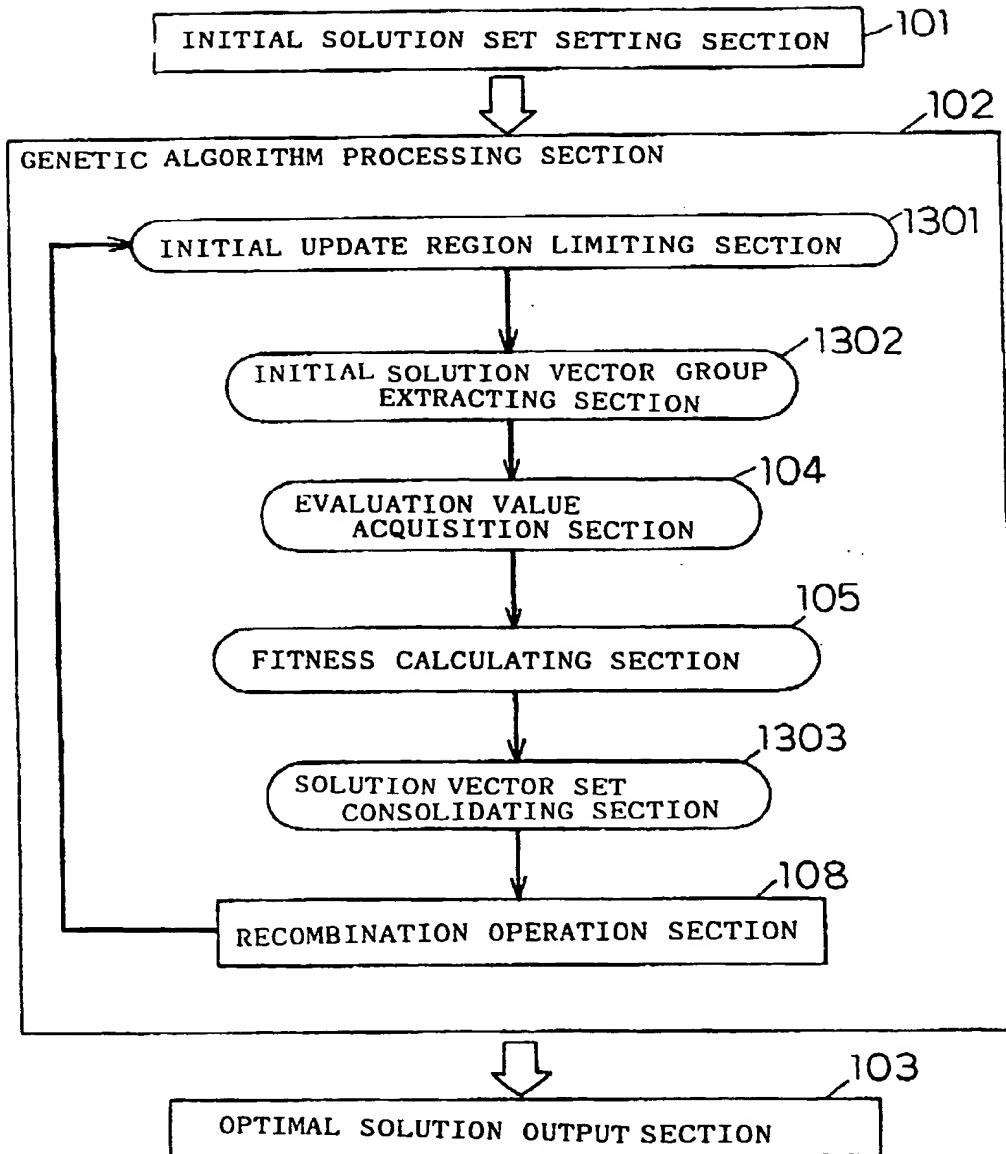 101
INITIAL SOLUTION SET SETTING SECTION
102
GENETIC ALGORITHM PROCESSING SECTION
1301
INITIAL UPDATE REGION LIMITING SECTION
1302
INITIAL SOLUTION VECTOR GROUP
EXTRACTING SECTION
104
EVALUATION VALUE
ACQUISITION SECTION
105
FITNESS CALCULATING SECTION
1303
SOLUTION VECTOR SET
CONSOLIDATING SECTION
108
RECOMBINATION OPERATION SECTION
103
OPTIMAL SOLUTION OUTPUT SECTION